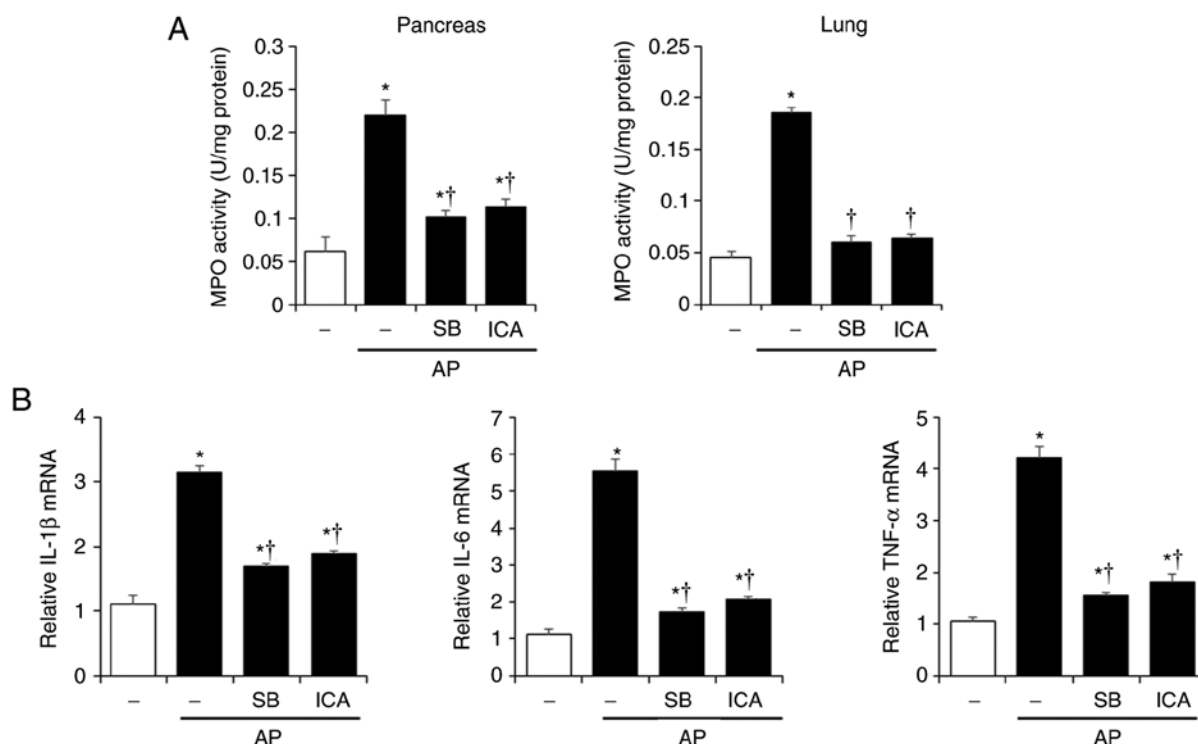 A
Pancreas
MPO activity (U/mg protein)
0.3
0.25
0.2
0.15
0.1
0.05
0
*
*†
*†
–
–
SB
ICA
AP
Lung
MPO activity (U/mg protein)
0.25
0.2
0.15
0.1
0.05
0
*
†
†
–
–
SB
ICA
AP
B
Relative IL-1β mRNA
4
3
2
1
0
*
*†
*†
–
–
SB
ICA
AP
Relative IL-6 mRNA
7
6
5
4
3
2
1
0
*
*†
*†
–
–
SB
ICA
AP
Relative TNF-α mRNA
5
4
3
2
1
0
*
*†
*†
–
–
SB
ICA
AP